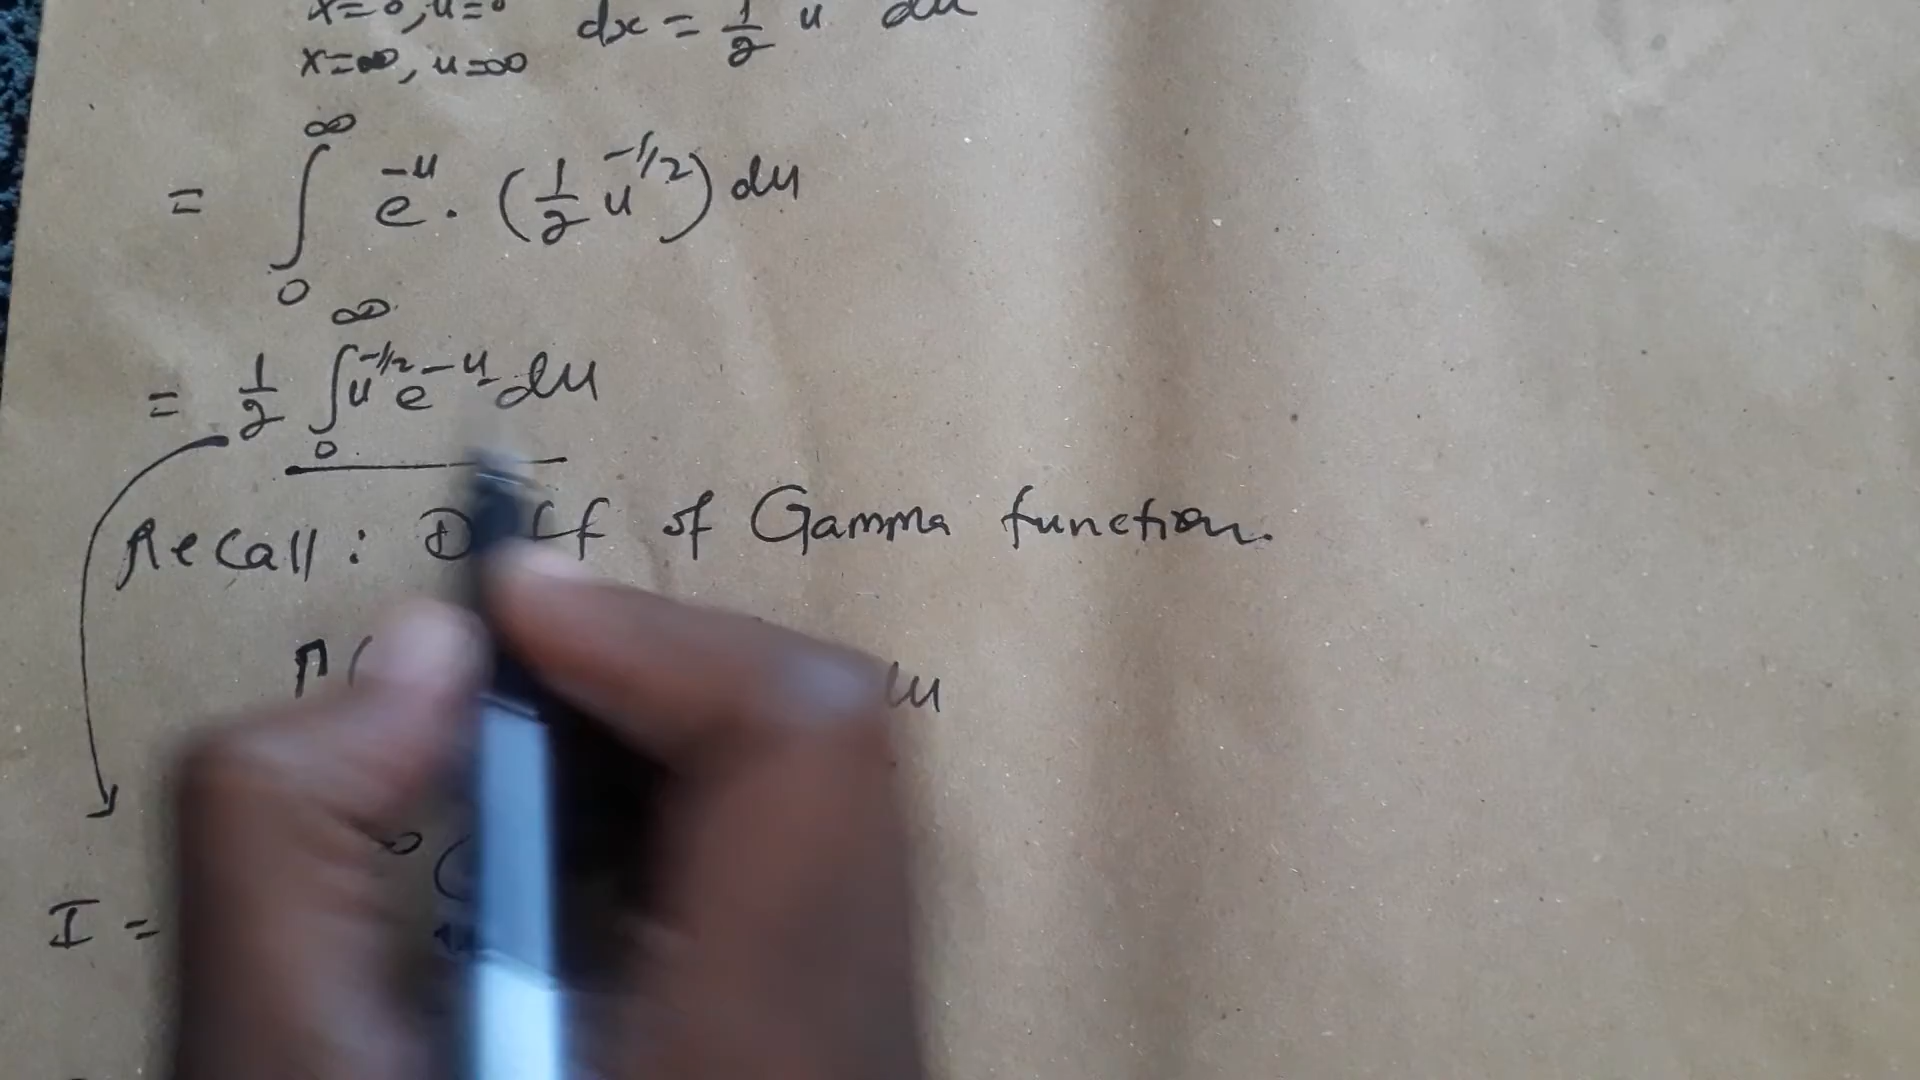 x=0, u=0 dx = 1/2 u du
x=∞, u=∞
= ∫₀^∞ e^{-u} · (1/2 u^{-1/2}) du
= 1/2 ∫₀^∞ u^{-1/2} e^{-u} du
Recall: of Gamma function.
Γ(
∞ (
I =